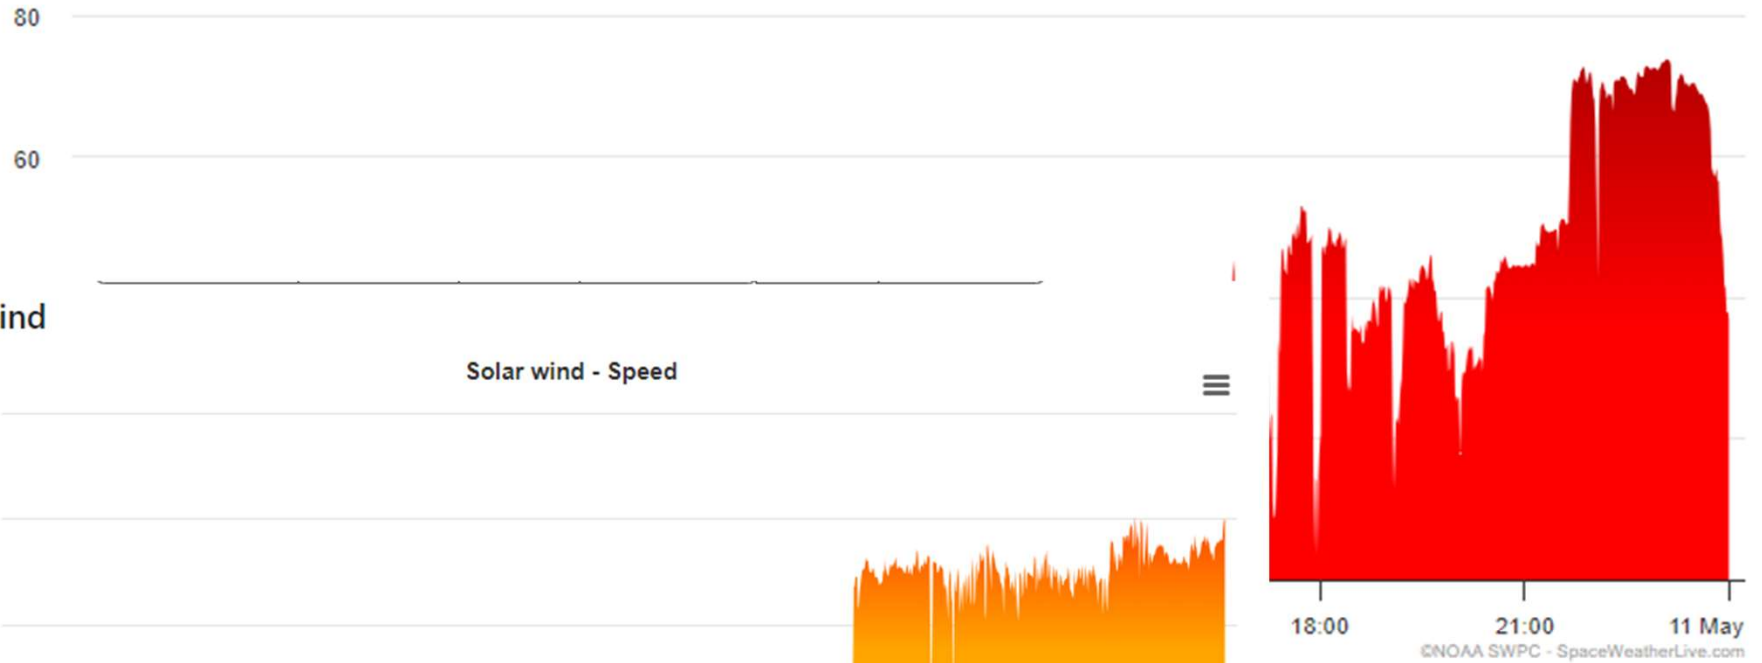 80
60
ind
Solar wind - Speed
18:00 21:00 11 May
©NOAA SWPC - SpaceWeatherLive.com